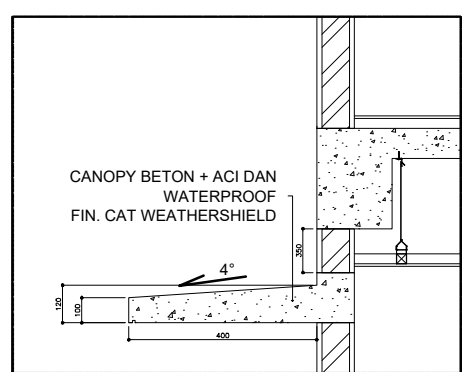 CANOPY BETON + ACI DAN
WATERPROOF
FIN. CAT WEATHERSHIELD
350
4°
120
100
400